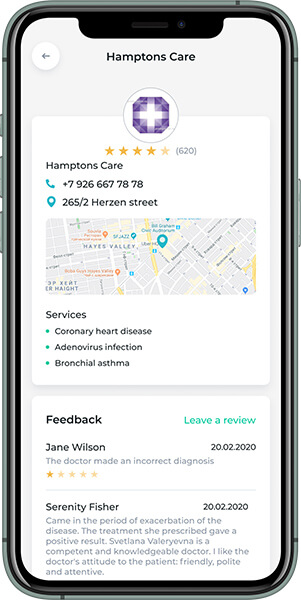 Hamptons Care
(620)
Hamptons Care
+7 926 667 78 78
265/2 Herzen street
SFJAZZ
Bill Graham
HAYES VALLEY
Services
Coronary heart disease
Adenovirus infection
Bronchial asthma
Feedback
Leave a review
Jane Wilson
20.02.2020
The doctor made an incorrect diagnosis
Serenity Fisher
20.02.2020
Came in the period of exacerbation of the
disease. The treatment she prescribed gave a
positive result. Svetlana Valeryevna is a
competent and knowledgeable doctor. I like the
doctor's attitude to the patient: friendly, polite
and attentive.